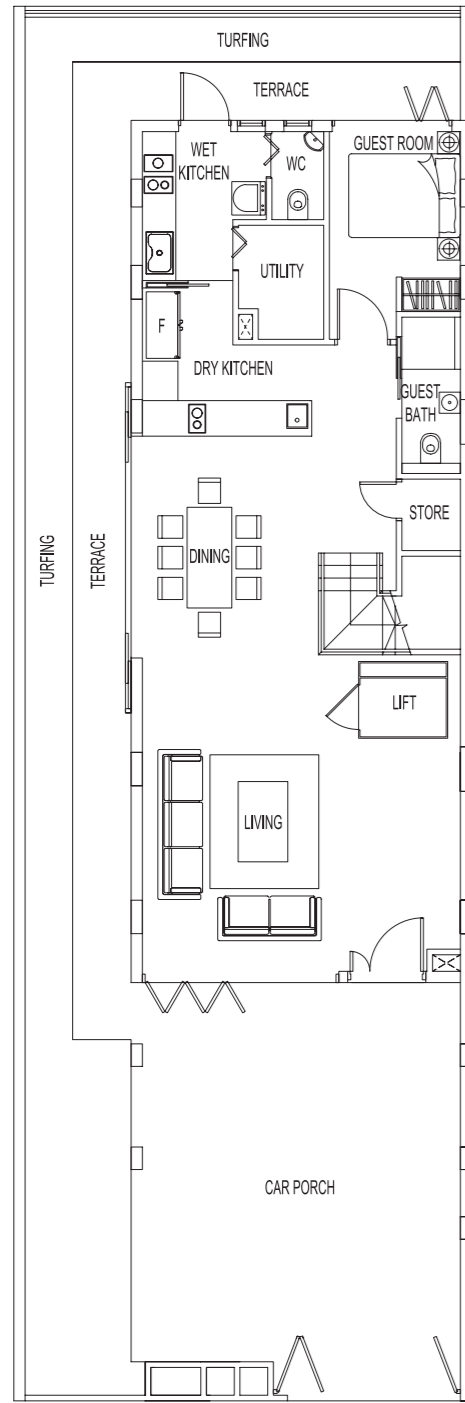 TURFING
TERRACE
WET
KITCHEN
WC
GUEST ROOM
UTILITY
F
DRY KITCHEN
GUEST
BATH
STORE
TURFING
TERRACE
DINING
LIFT
LIVING
CAR PORCH